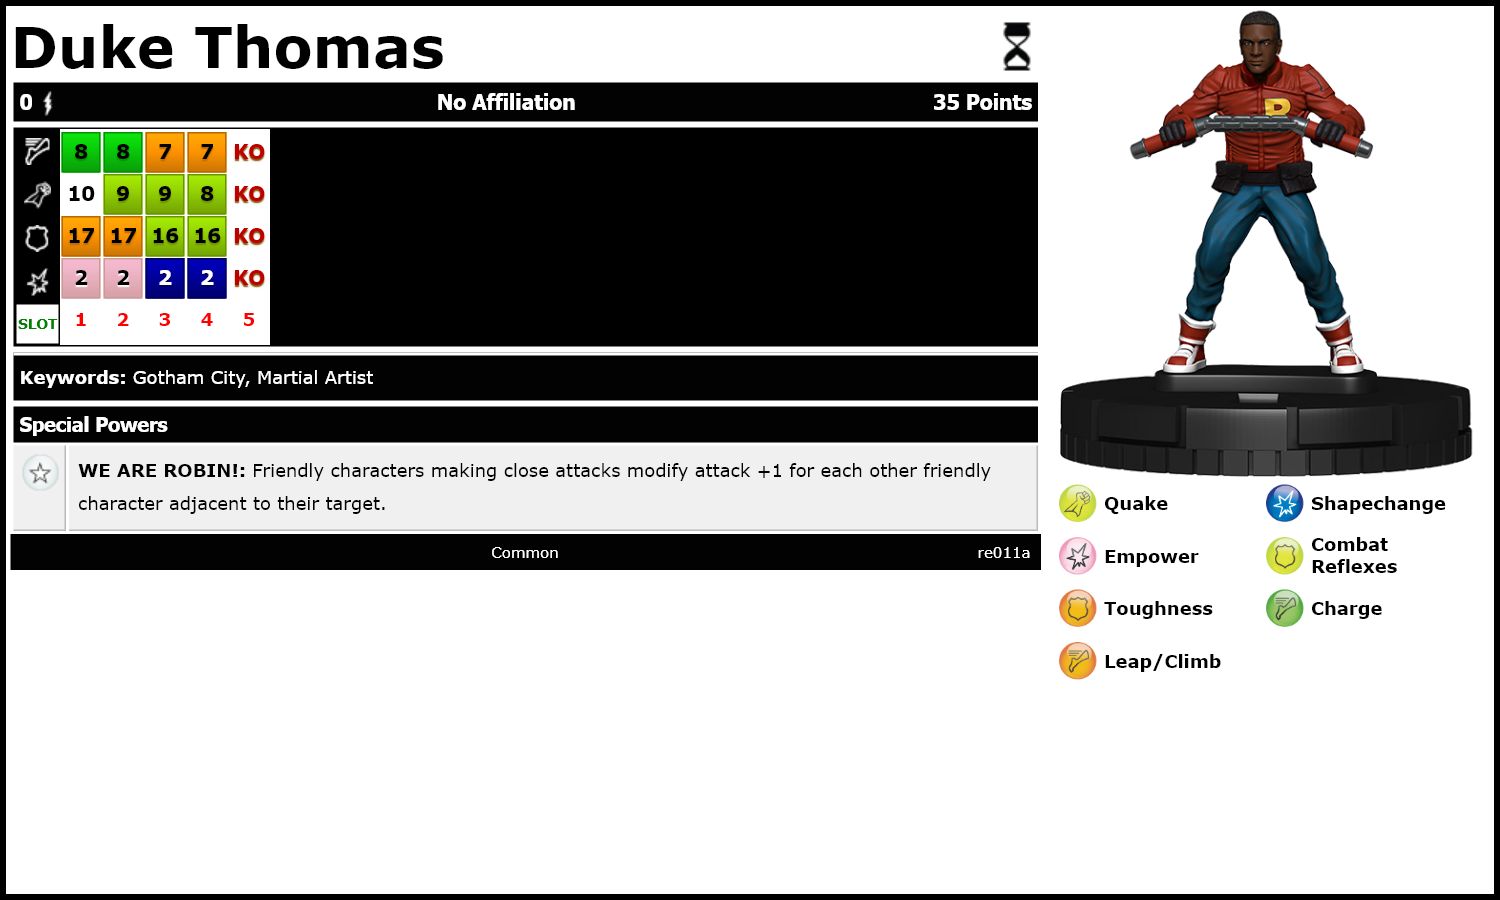 Duke Thomas
0 No Affiliation 35 Points
8 8 7 7 KO
10 9 9 8 KO
17 17 16 16 KO
2 2 2 2 KO
SLOT 1 2 3 4 5
Keywords: Gotham City, Martial Artist
Special Powers
WE ARE ROBIN!: Friendly characters making close attacks modify attack +1 for each other friendly
character adjacent to their target.
Common re011a
R
Quake Shapechange
Empower Combat
Reflexes
Toughness Charge
Leap/Climb